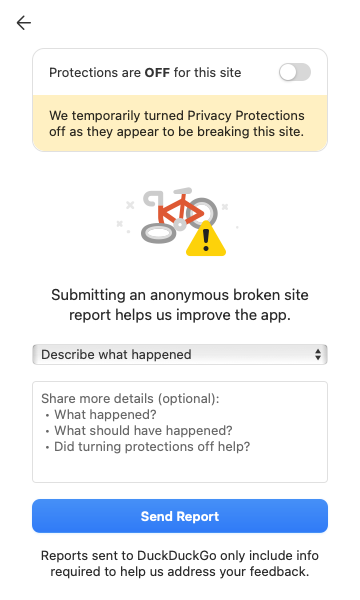 Protections are OFF for this site
We temporarily turned Privacy Protections
off as they appear to be breaking this site.
Submitting an anonymous broken site
report helps us improve the app.
Describe what happened
Share more details (optional):
• What happened?
• What should have happened?
• Did turning protections off help?
Send Report
Reports sent to DuckDuckGo only include info
required to help us address your feedback.